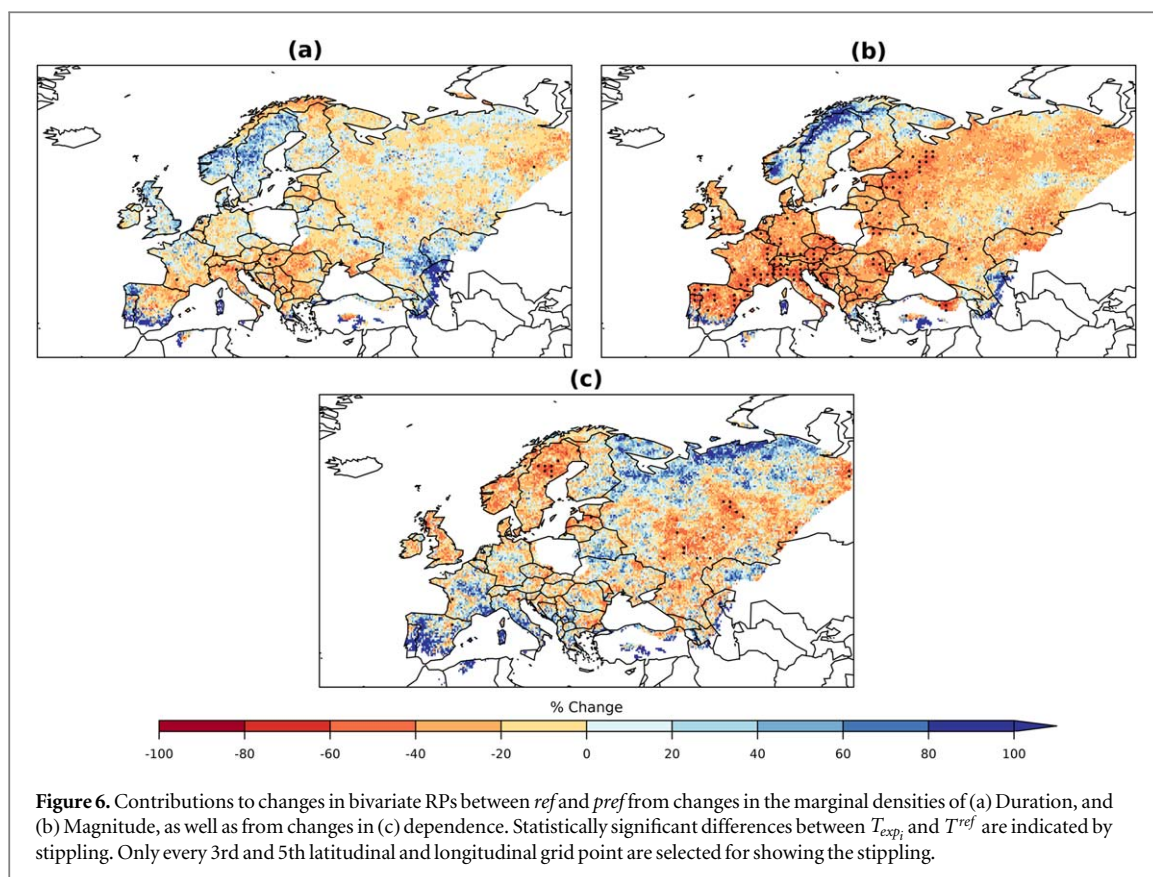 (a)
(b)
(c)
% Change
-100 -80 -60 -40 -20 0 20 40 60 80 100
Figure 6. Contributions to changes in bivariate RPs between ref and pref from changes in the marginal densities of (a) Duration, and
(b) Magnitude, as well as from changes in (c) dependence. Statistically significant differences between T_{exp_i} and T^{ref} are indicated by
stippling. Only every 3rd and 5th latitudinal and longitudinal grid point are selected for showing the stippling.